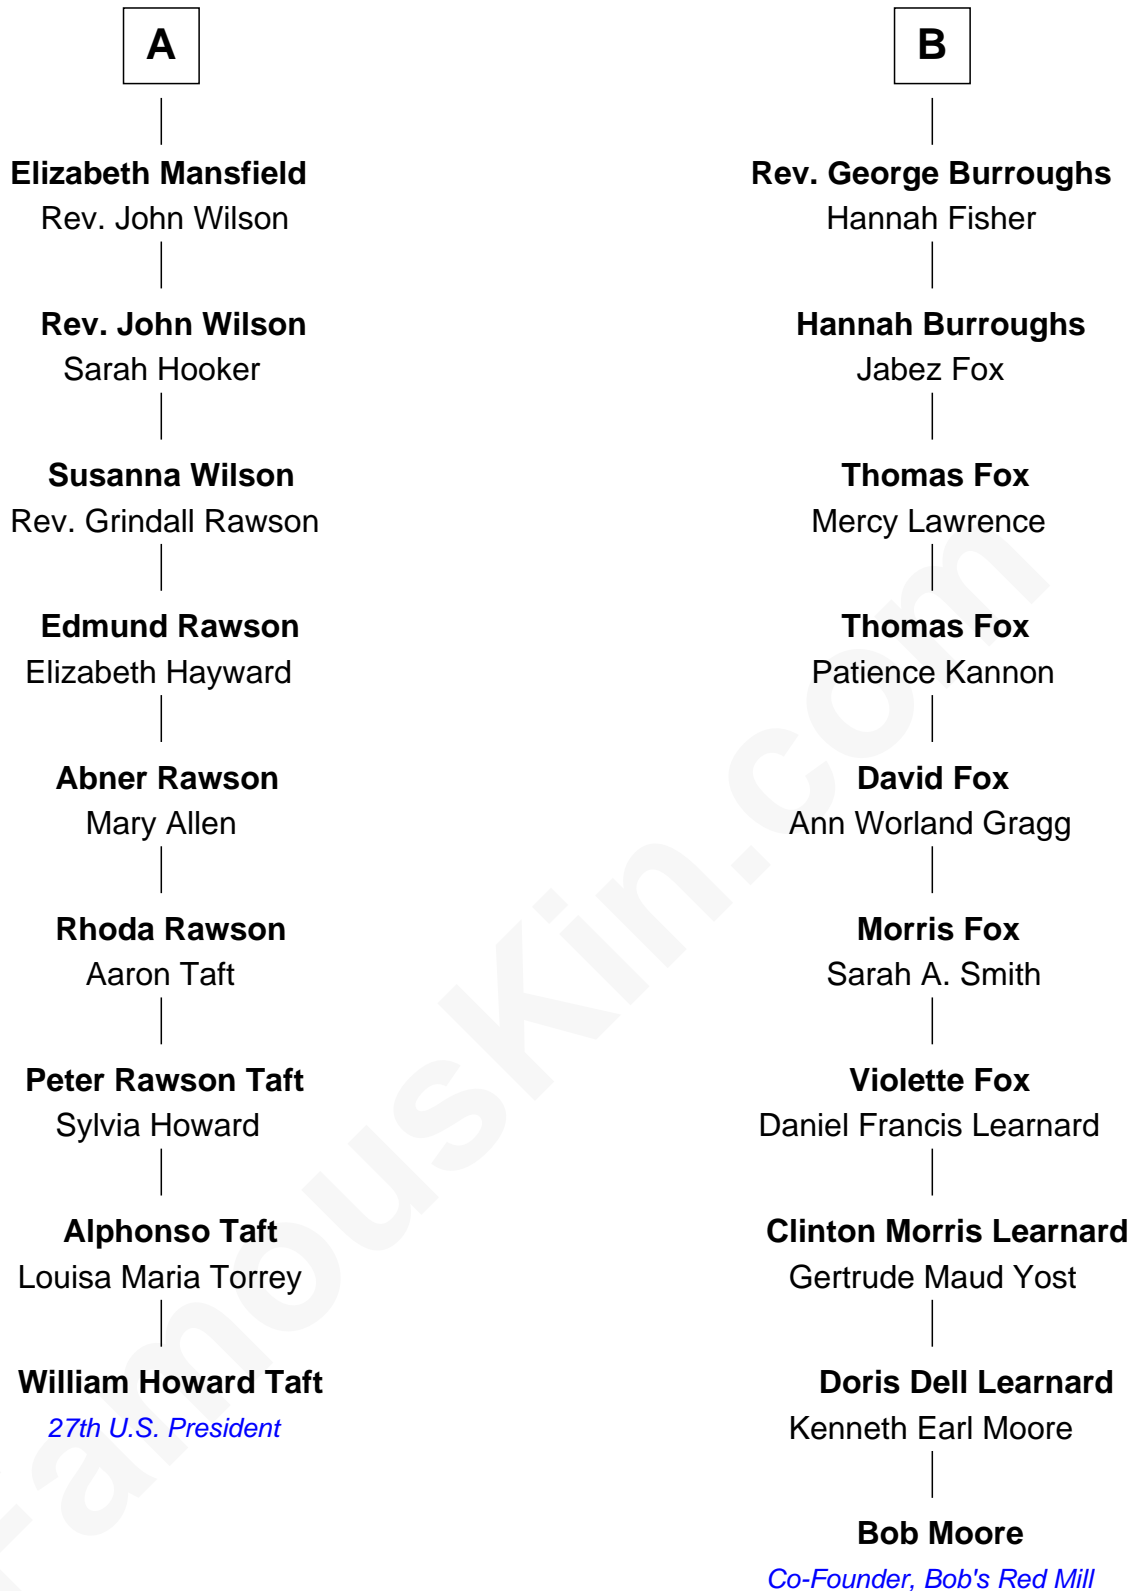 A
Elizabeth Mansfield
Rev. John Wilson
Rev. John Wilson
Sarah Hooker
Susanna Wilson
Rev. Grindall Rawson
Edmund Rawson
Elizabeth Hayward
Abner Rawson
Mary Allen
Rhoda Rawson
Aaron Taft
Peter Rawson Taft
Sylvia Howard
Alphonso Taft
Louisa Maria Torrey
William Howard Taft
27th U.S. President
B
Rev. George Burroughs
Hannah Fisher
Hannah Burroughs
Jabez Fox
Thomas Fox
Mercy Lawrence
Thomas Fox
Patience Kannon
David Fox
Ann Worland Gragg
Morris Fox
Sarah A. Smith
Violette Fox
Daniel Francis Learnard
Clinton Morris Learnard
Gertrude Maud Yost
Doris Dell Learnard
Kenneth Earl Moore
Bob Moore
Co-Founder, Bob's Red Mill
FamousKin.com